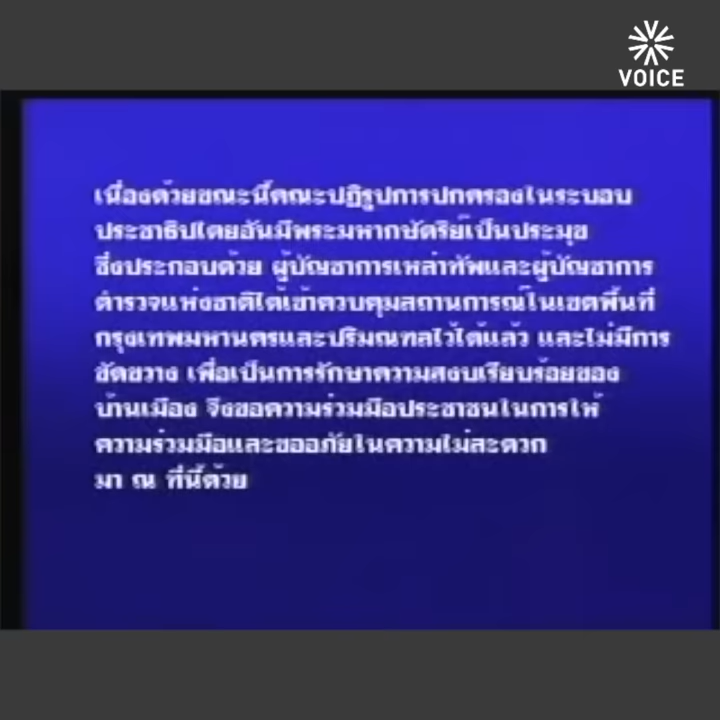 VOICE
เนื่องด้วยขณะนี้คณะปฏิรูปการปกครองในระบอบ
ประชาธิปไตยอันมีพระมหากษัตริย์เป็นประมุข
ซึ่งประกอบด้วย ผู้บัญชาการเหล่าทัพและผู้บัญชาการ
ตำรวจแห่งชาติได้เข้าควบคุมสถานการณ์ในเขตพื้นที่
กรุงเทพมหานครและปริมณฑลไว้ได้แล้ว และไม่มีการ
ขัดขวาง เพื่อเป็นการรักษาความสงบเรียบร้อยของ
บ้านเมือง จึงขอความร่วมมือประชาชนในการให้
ความร่วมมือและขออภัยในความไม่สะดวก
มา ณ ที่นี้ด้วย